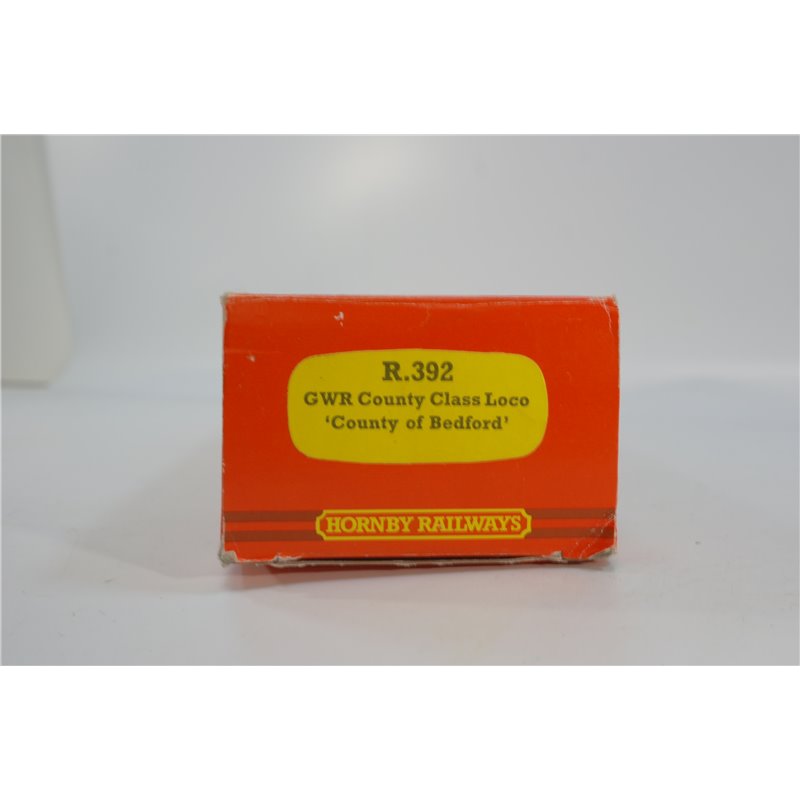 R.392
GWR County Class Loco
‘County of Bedford’
HORNBY RAILWAYS